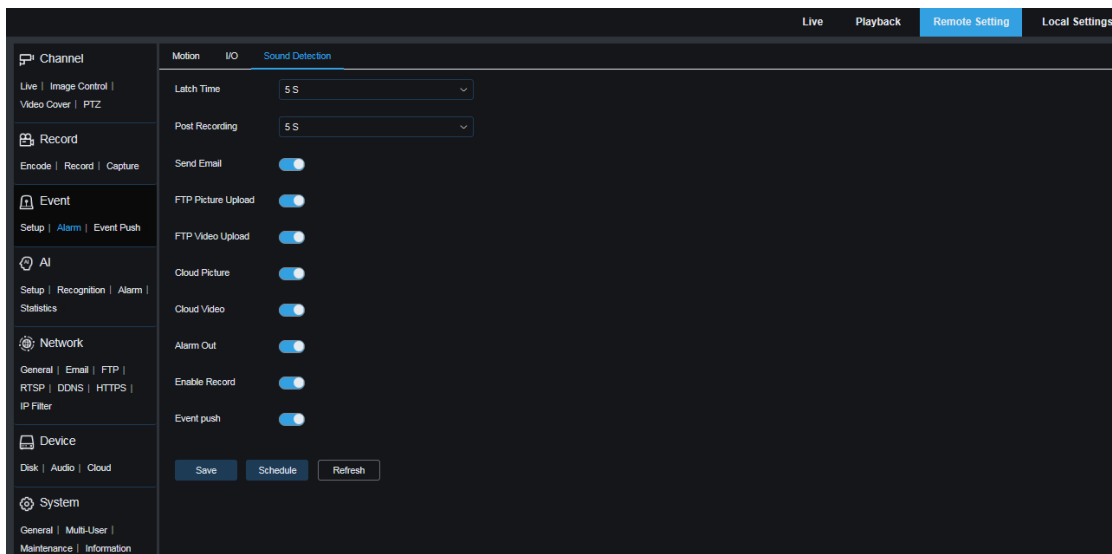 Live Playback Remote Setting Local Settings
Channel
Live | Image Control |
Video Cover | PTZ
Record
Encode | Record | Capture
Event
Setup | Alarm | Event Push
AI
Setup | Recognition | Alarm |
Statistics
Network
General | Email | FTP |
RTSP | DDNS | HTTPS |
IP Filter
Device
Disk | Audio | Cloud
System
General | Multi-User |
Maintenance | Information
Motion I/O Sound Detection
Latch Time 5 S
Post Recording 5 S
Send Email
FTP Picture Upload
FTP Video Upload
Cloud Picture
Cloud Video
Alarm Out
Enable Record
Event push
Save Schedule Refresh